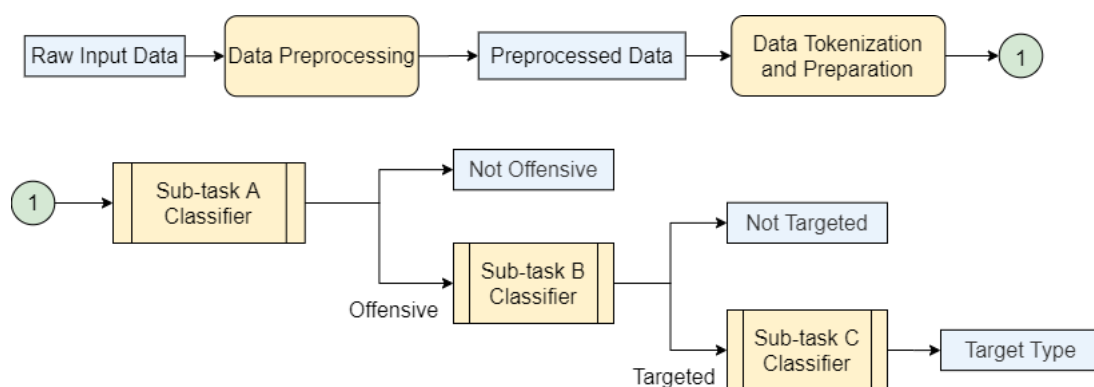 Raw Input Data
Data Preprocessing
Preprocessed Data
Data Tokenization
and Preparation
1
1
Sub-task A
Classifier
Not Offensive
Offensive
Sub-task B
Classifier
Not Targeted
Targeted
Sub-task C
Classifier
Target Type